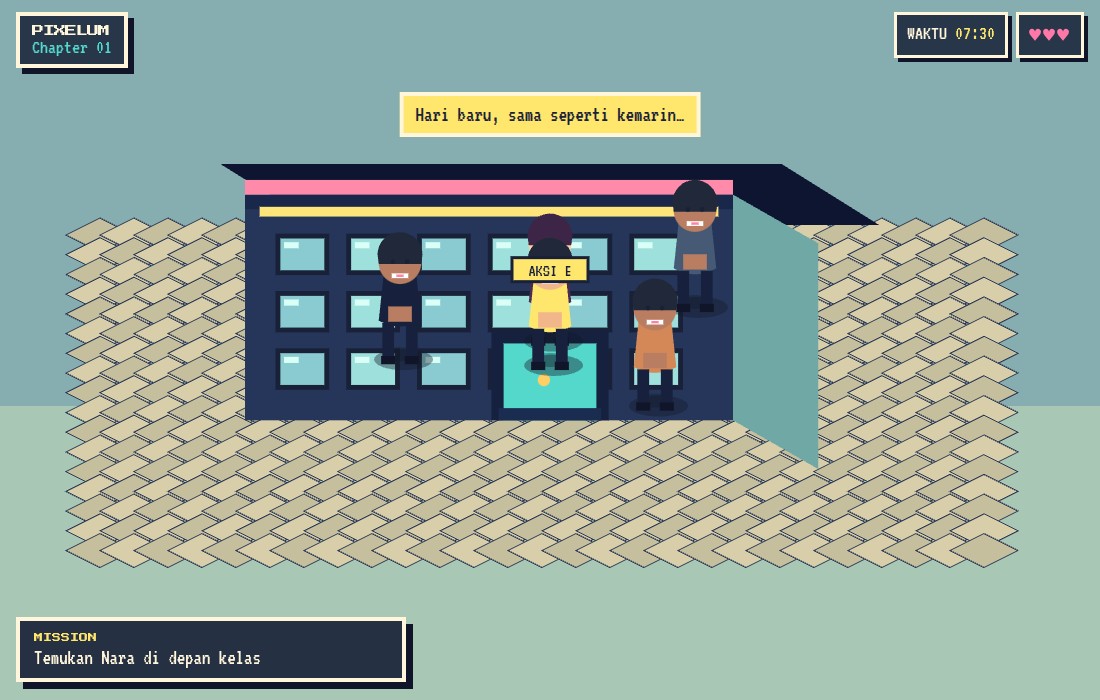 PIXELUM
Chapter 01
WAKTU 07:30
Hari baru, sama seperti kemarin…
AKSI E
MISSION
Temukan Nara di depan kelas